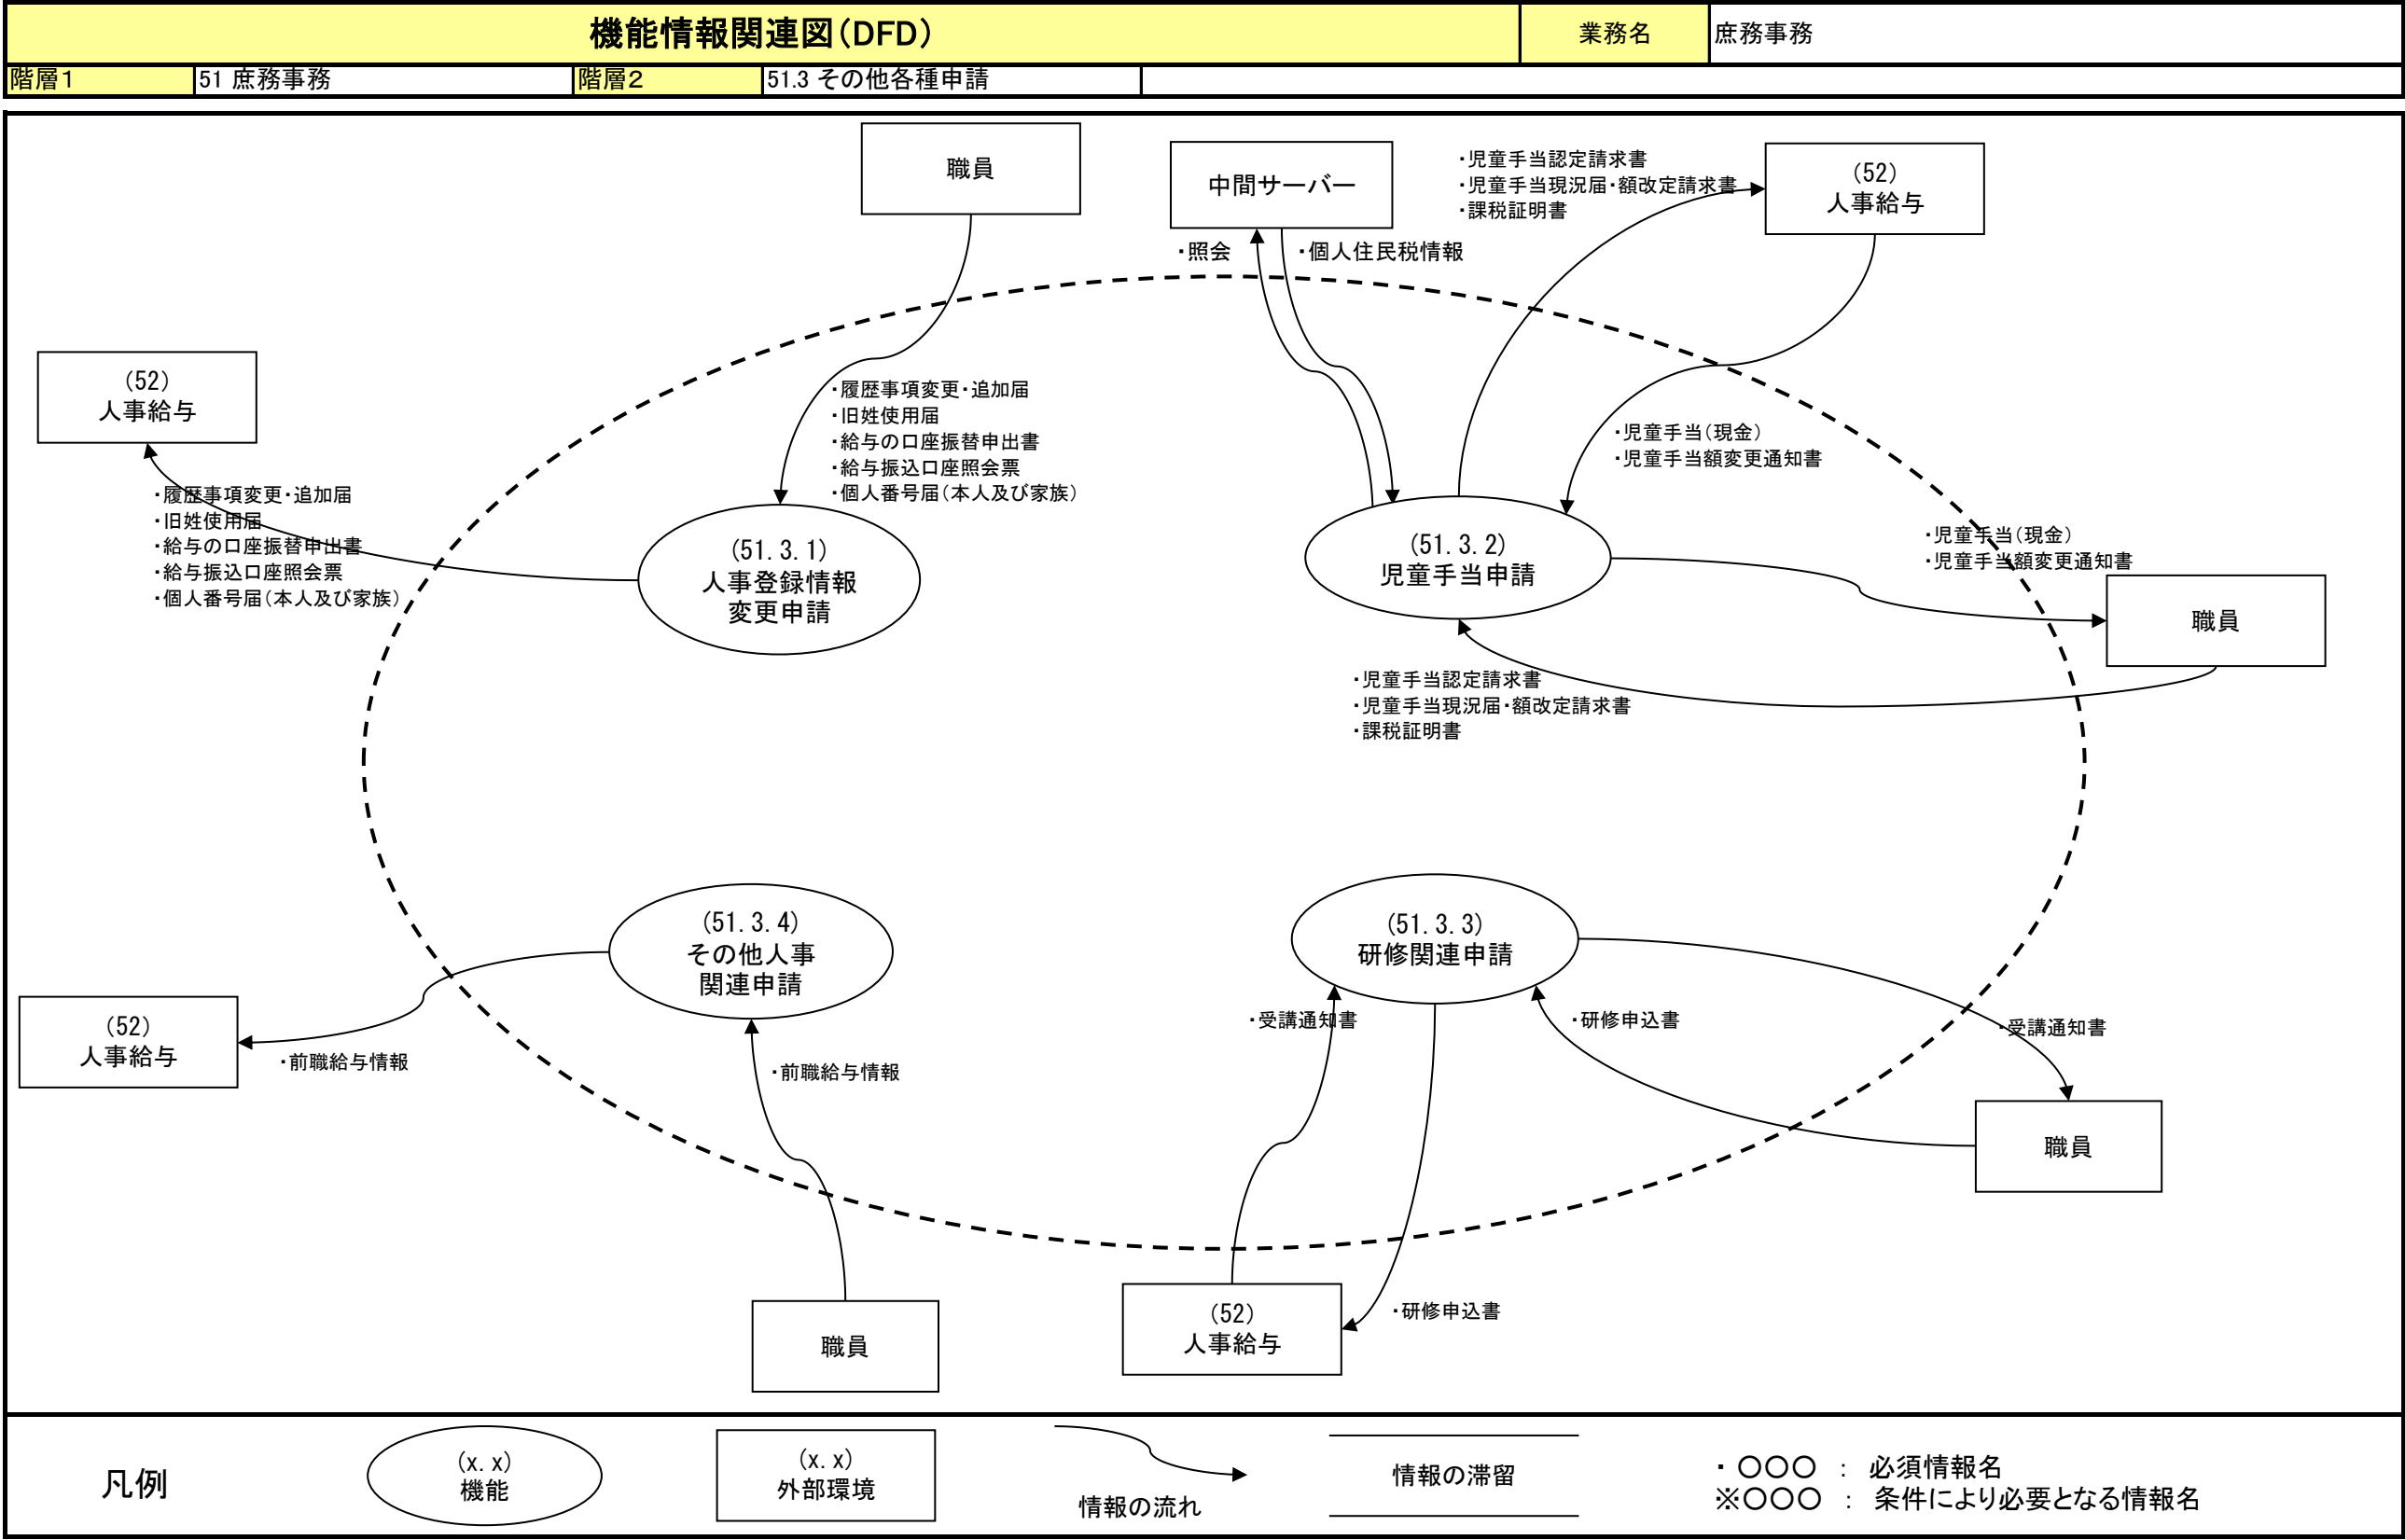 機能情報関連図(DFD)
業務名
庶務事務
階層1
51 庶務事務
階層2
51.3 その他各種申請
職員
中間サーバー
・照会
・個人住民税情報
・児童手当認定請求書
・児童手当現況届・額改定請求書
・課税証明書
(52)
人事給与
(52)
人事給与
・履歴事項変更・追加届
・旧姓使用届
・給与の口座振替申出書
・給与振込口座照会票
・個人番号届(本人及び家族)
・履歴事項変更・追加届
・旧姓使用届
・給与の口座振替申出書
・給与振込口座照会票
・個人番号届(本人及び家族)
(51.3.1)
人事登録情報
変更申請
・児童手当(現金)
・児童手当額変更通知書
(51.3.2)
児童手当申請
・児童手当(現金)
・児童手当額変更通知書
職員
・児童手当認定請求書
・児童手当現況届・額改定請求書
・課税証明書
(51.3.4)
その他人事
関連申請
(51.3.3)
研修関連申請
(52)
人事給与
・前職給与情報
・前職給与情報
・受講通知書
・研修申込書
・受講通知書
職員
職員
(52)
人事給与
・研修申込書
凡例
(x.x)
機能
(x.x)
外部環境
情報の流れ
情報の滞留
・ ○○○ : 必須情報名
※○○○ : 条件により必要となる情報名